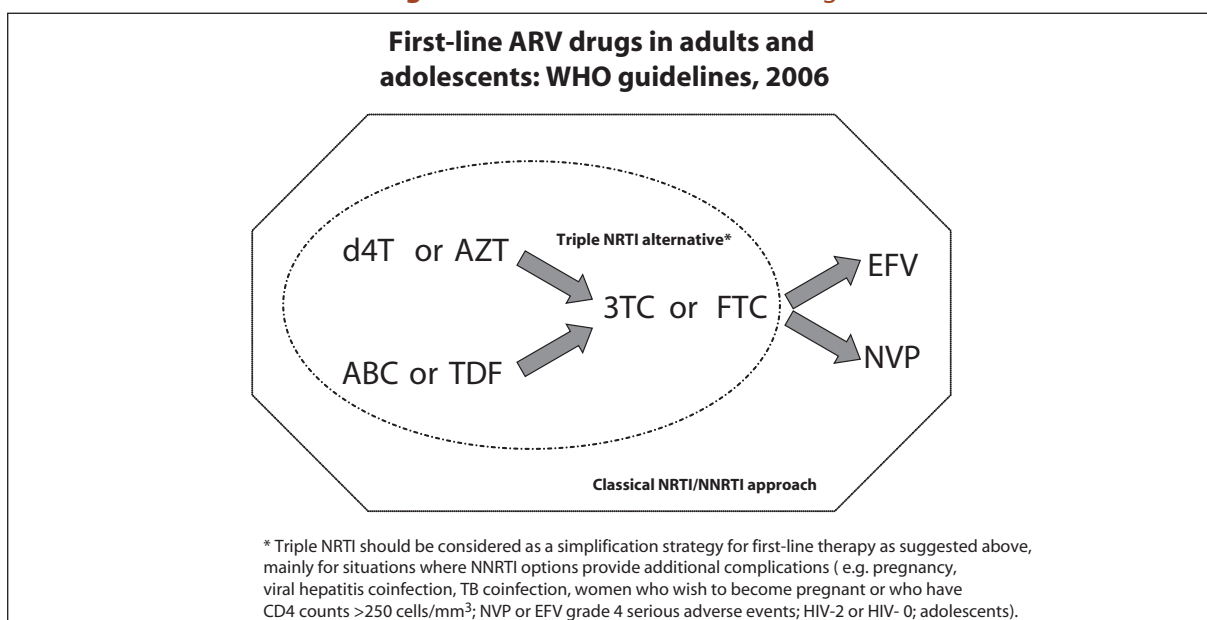 First-line ARV drugs in adults and
adolescents: WHO guidelines, 2006
d4T or AZT
Triple NRTI alternative*
EFV
3TC or FTC
ABC or TDF
NVP
Classical NRTI/NNRTI approach
* Triple NRTI should be considered as a simplification strategy for first-line therapy as suggested above,
mainly for situations where NNRTI options provide additional complications ( e.g. pregnancy,
viral hepatitis coinfection, TB coinfection, women who wish to become pregnant or who have
CD4 counts >250 cells/mm³; NVP or EFV grade 4 serious adverse events; HIV-2 or HIV- 0; adolescents).